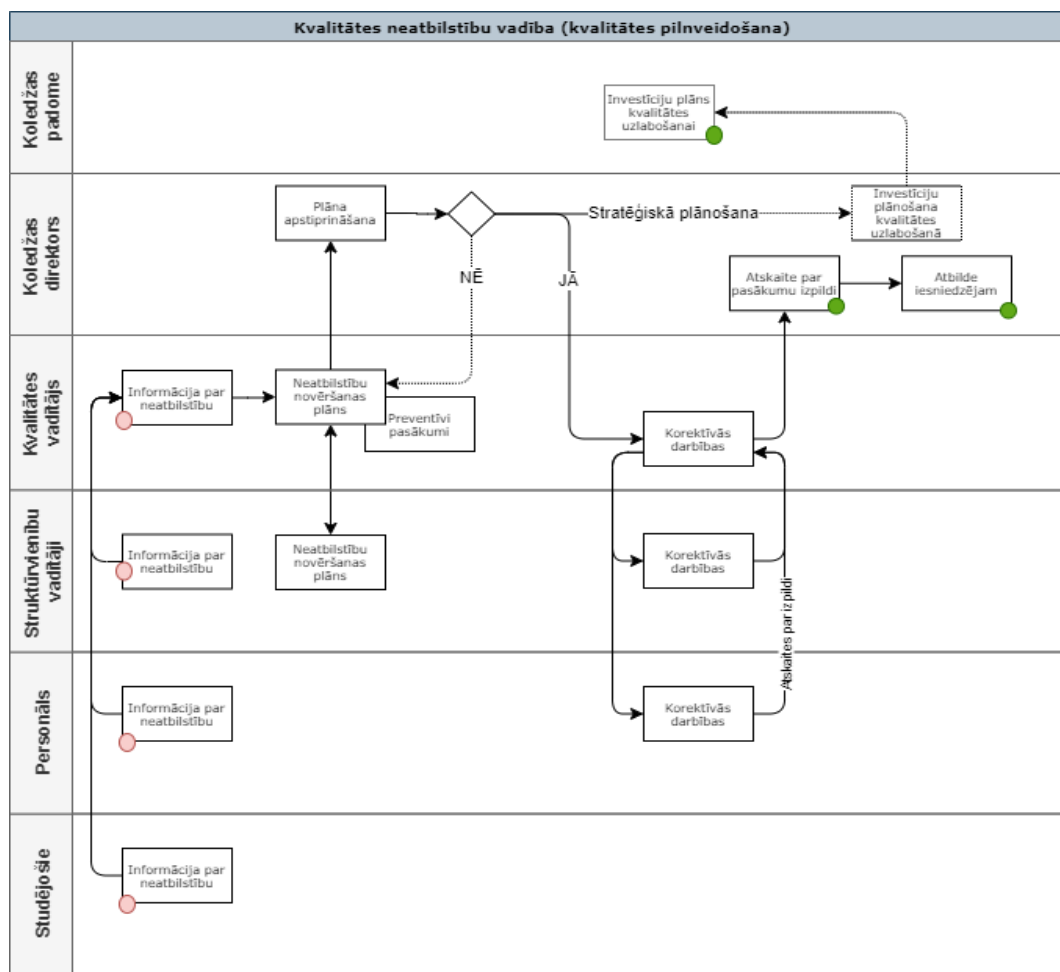 Kvalitātes neatbilstību vadība (kvalitātes pilnveidošana)
Koledžas
padome
Investīciju plāns
kvalitātes
uzlabošanai
Koledžas
direktors
Plāna
apstiprināšana
Stratēģiskā plānošana
Investīciju
plānošana
kvalitātes
uzlabošanā
NĒ
JĀ
Atskaite par
pasākumu izpildi
Atbilde
iesniedzējam
Kvalitātes
vadītājs
Informācija par
neatbilstību
Neatbilstību
novēršanas
plāns
Preventīvi
pasākumi
Korektīvās
darbības
Struktūrvienību
vadītāji
Informācija par
neatbilstību
Neatbilstību
novēršanas
plāns
Korektīvās
darbības
Atskaites par izpildi
Personāls
Informācija par
neatbilstību
Korektīvās
darbības
Studējošie
Informācija par
neatbilstību